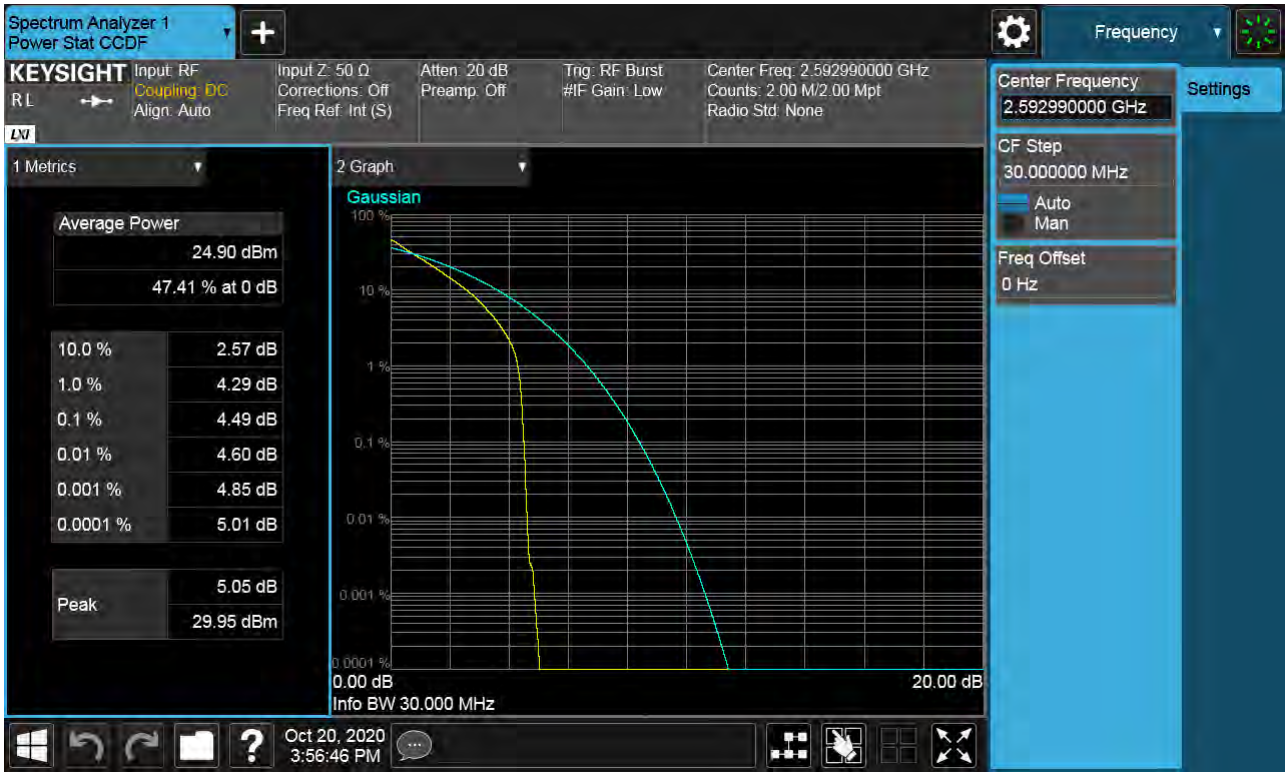 Spectrum Analyzer 1
Power Stat CCDF
+
Frequency
KEYSIGHT
RL
LXI
Input: RF
Coupling: DC
Align: Auto
Input Z: 50 Ω
Corrections: Off
Freq Ref: Int (S)
Atten: 20 dB
Preamp: Off
Trig: RF Burst
#IF Gain: Low
Center Freq: 2.592990000 GHz
Counts: 2.00 M/2.00 Mpt
Radio Std: None
Center Frequency
2.592990000 GHz
Settings
CF Step
30.000000 MHz
Auto
Man
Freq Offset
0 Hz
1 Metrics
Average Power
24.90 dBm
47.41 % at 0 dB
10.0 % 2.57 dB
1.0 % 4.29 dB
0.1 % 4.49 dB
0.01 % 4.60 dB
0.001 % 4.85 dB
0.0001 % 5.01 dB
Peak
5.05 dB
29.95 dBm
2 Graph
Gaussian
100 %
10 %
1 %
0.1 %
0.01 %
0.001 %
0.0001 %
0.00 dB 20.00 dB
Info BW 30.000 MHz
?
Oct 20, 2020
3:56:46 PM